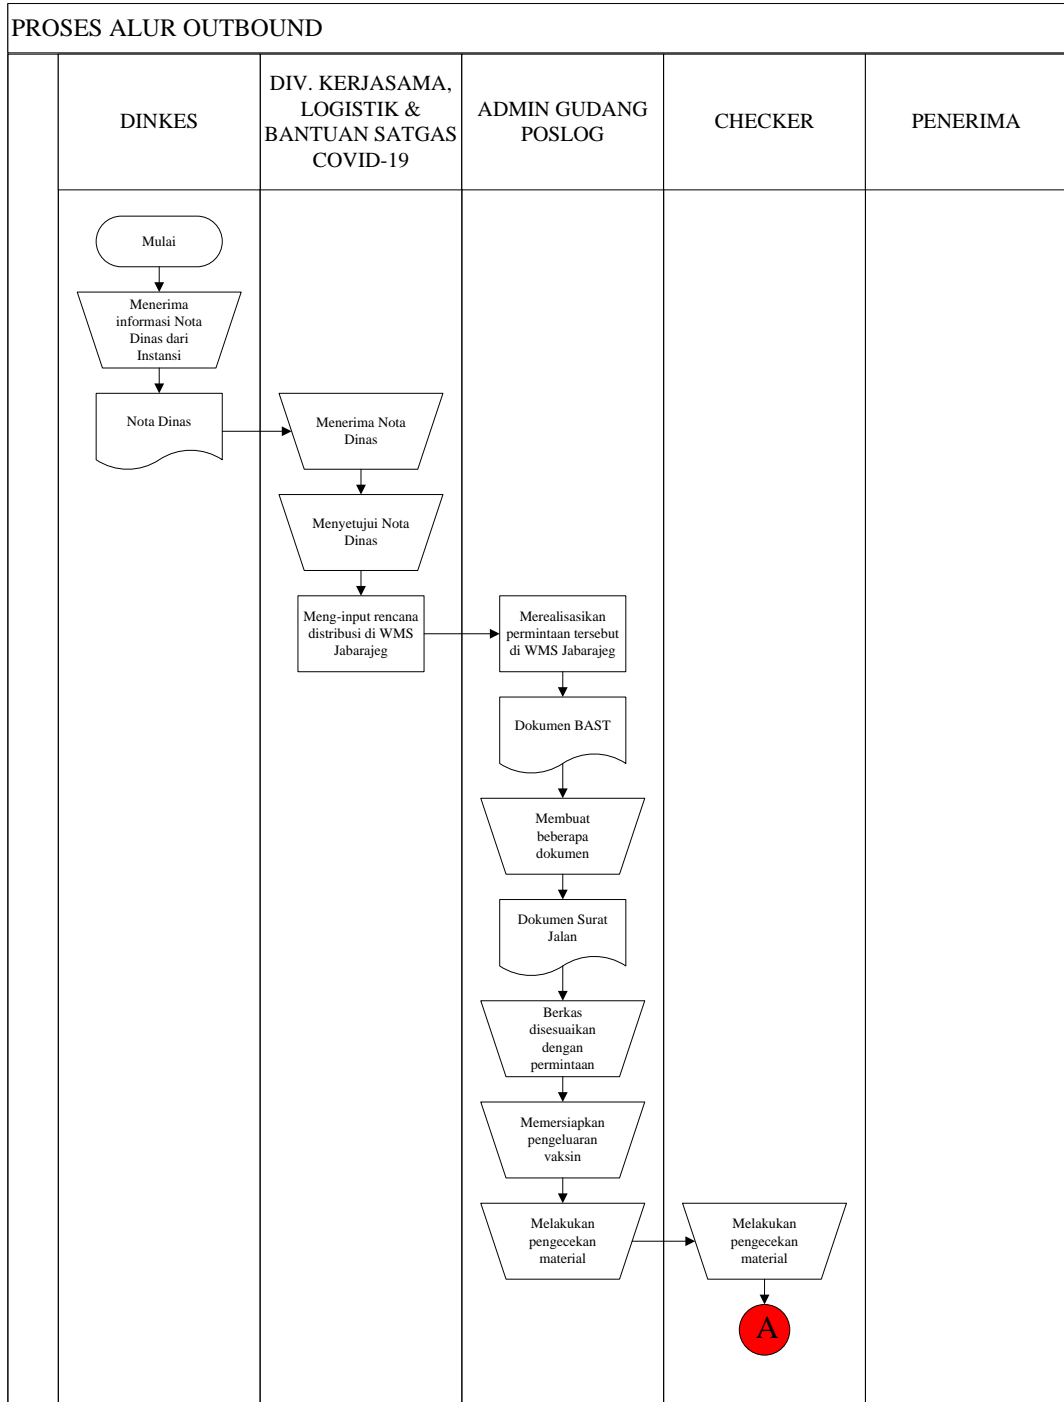 PROSES ALUR OUTBOUND
DINKES
DIV. KERJASAMA,
LOGISTIK &
BANTUAN SATGAS
COVID-19
ADMIN GUDANG
POSLOG
CHECKER
PENERIMA
Mulai
Menerima
informasi Nota
Dinas dari
Instansi
Nota Dinas
Menerima Nota
Dinas
Menyetujui Nota
Dinas
Meng-input rencana
distribusi di WMS
Jabarajeg
Merealisasikan
permintaan tersebut
di WMS Jabarajeg
Dokumen BAST
Membuat
beberapa
dokumen
Dokumen Surat
Jalan
Berkas
disesuaikan
dengan
permintaan
Memersiapkan
pengeluaran
vaksin
Melakukan
pengecekan
material
Melakukan
pengecekan
material
A